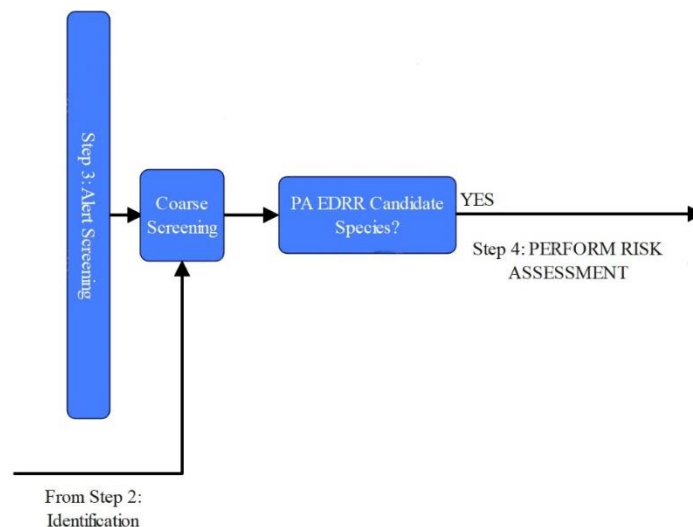 Step 3: Alert Screening
Coarse
Screening
PA EDRR Candidate
Species?
YES
Step 4: PERFORM RISK
ASSESSMENT
From Step 2:
Identification